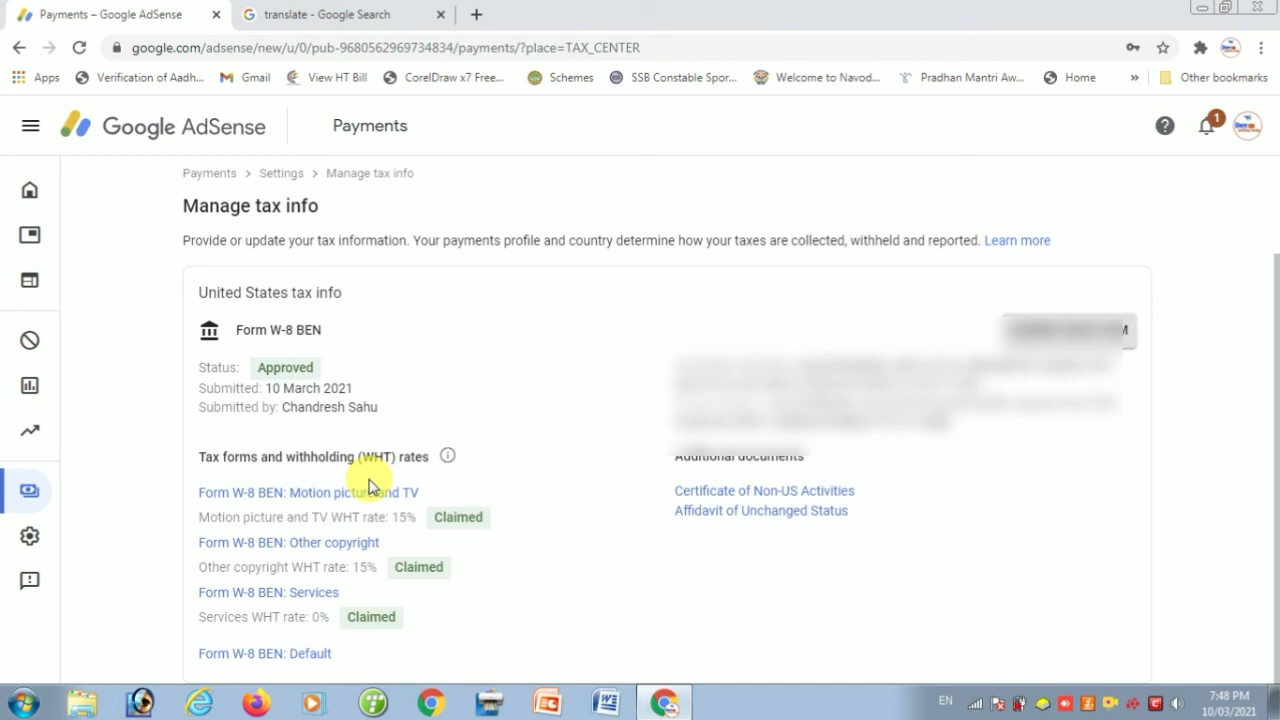 Payments – Google AdSense
translate - Google Search
google.com/adsense/new/u/0/pub-9680562969734834/payments/?place=TAX_CENTER
Apps Verification of Aadh... Gmail View HT Bill CorelDraw x7 Free... Schemes SSB Constable Spor... Welcome to Navod... Pradhan Mantri Aw... Home » Other bookmarks
Google AdSense Payments 1
Payments > Settings > Manage tax info
Manage tax info
Provide or update your tax information. Your payments profile and country determine how your taxes are collected, withheld and reported. Learn more
United States tax info
Form W-8 BEN
Status: Approved
Submitted: 10 March 2021
Submitted by: Chandresh Sahu
Tax forms and withholding (WHT) rates
Form W-8 BEN: Motion picture and TV
Motion picture and TV WHT rate: 15% Claimed
Form W-8 BEN: Other copyright
Other copyright WHT rate: 15% Claimed
Form W-8 BEN: Services
Services WHT rate: 0% Claimed
Form W-8 BEN: Default
Additional documents
Certificate of Non-US Activities
Affidavit of Unchanged Status
EN 7:48 PM
10/03/2021